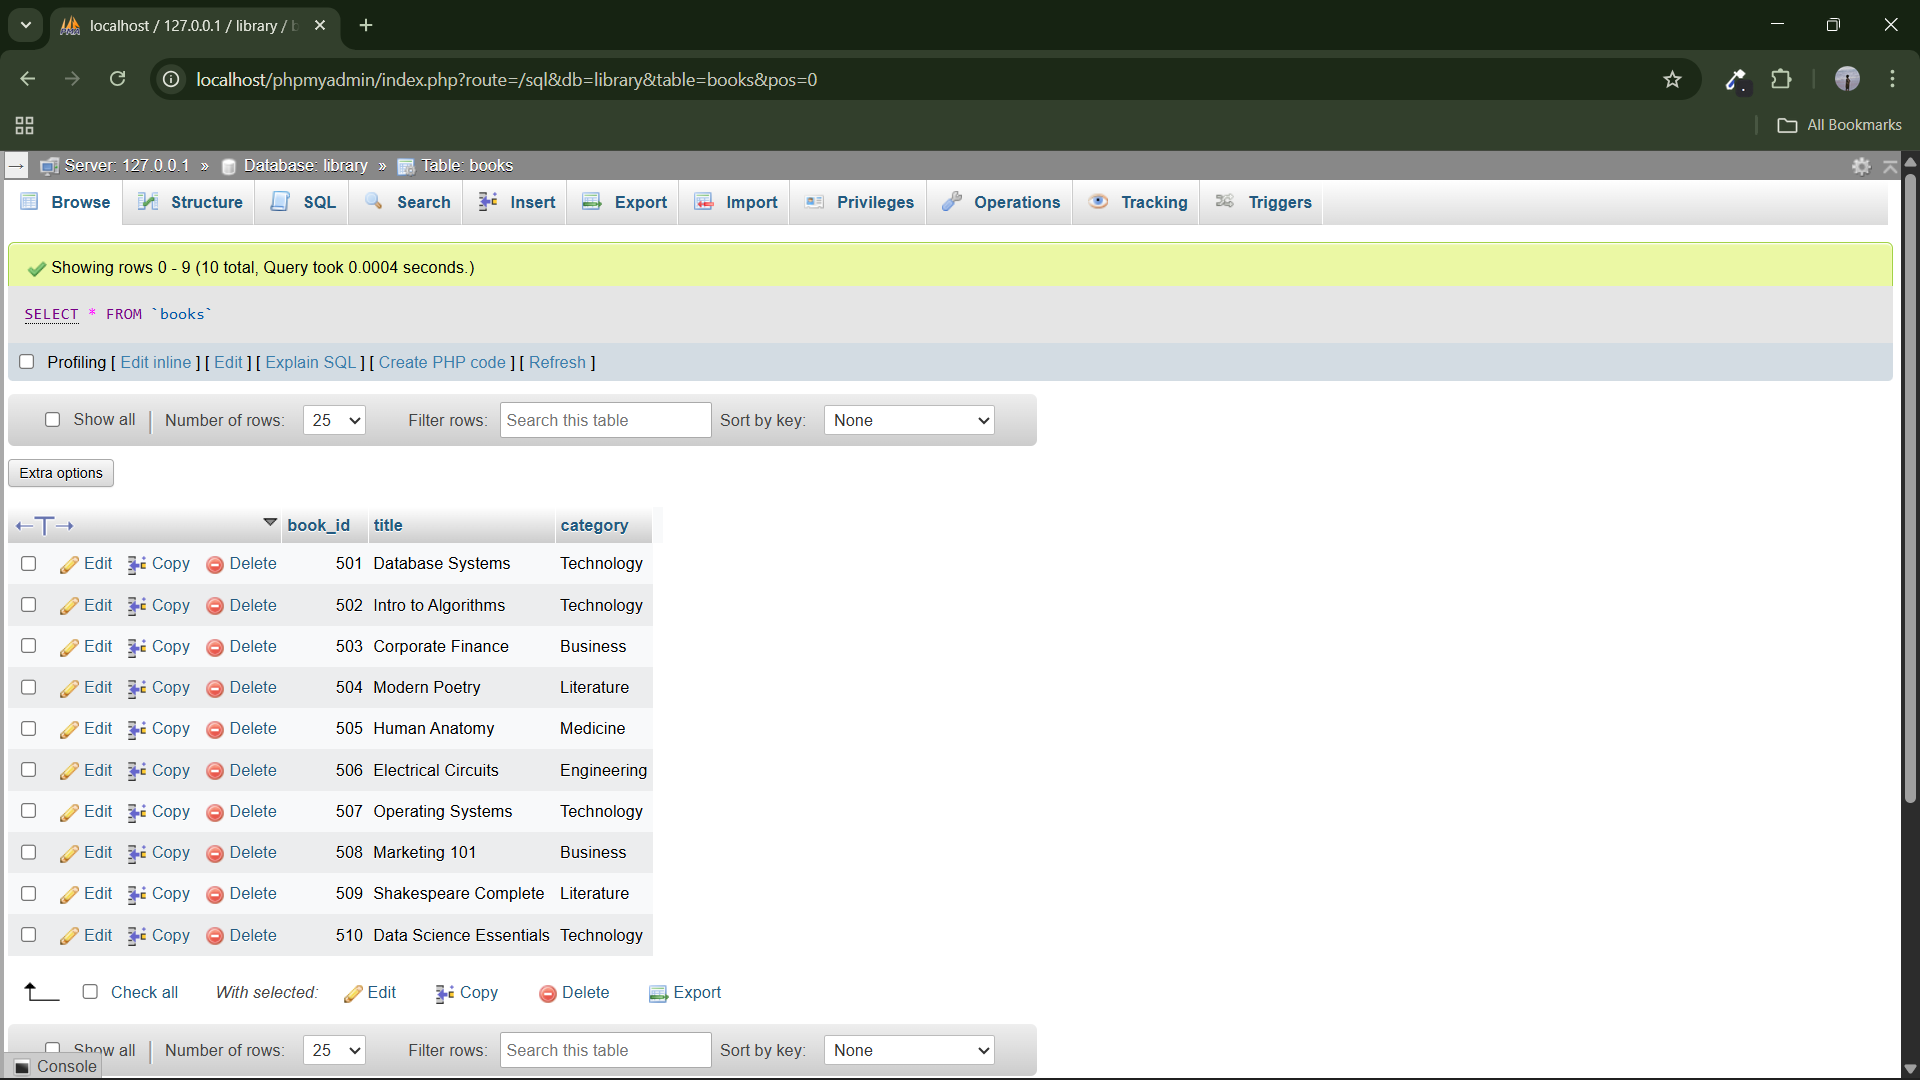 localhost / 127.0.0.1 / library / b
localhost/phpmyadmin/index.php?route=/sql&db=library&table=books&pos=0
All Bookmarks
Server: 127.0.0.1 » Database: library » Table: books
Browse Structure SQL Search Insert Export Import Privileges Operations Tracking Triggers
Showing rows 0 - 9 (10 total, Query took 0.0004 seconds.)
SELECT * FROM `books`
Profiling [ Edit inline ] [ Edit ] [ Explain SQL ] [ Create PHP code ] [ Refresh ]
Show all Number of rows: 25 Filter rows: Search this table Sort by key: None
Extra options
←T→ book_id title category
Edit Copy Delete 501 Database Systems Technology
Edit Copy Delete 502 Intro to Algorithms Technology
Edit Copy Delete 503 Corporate Finance Business
Edit Copy Delete 504 Modern Poetry Literature
Edit Copy Delete 505 Human Anatomy Medicine
Edit Copy Delete 506 Electrical Circuits Engineering
Edit Copy Delete 507 Operating Systems Technology
Edit Copy Delete 508 Marketing 101 Business
Edit Copy Delete 509 Shakespeare Complete Literature
Edit Copy Delete 510 Data Science Essentials Technology
Check all With selected: Edit Copy Delete Export
Show all Number of rows: 25 Filter rows: Search this table Sort by key: None
Console